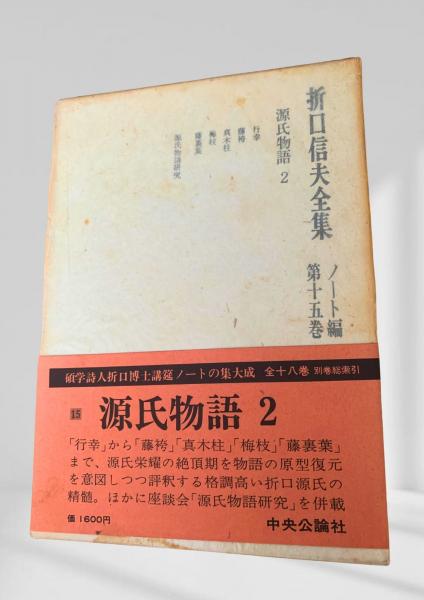 折口信夫全集 ノート編 第十五巻
源氏物語 2
行幸
藤袴
真木柱
梅枝
藤裏葉
源氏物語研究
碩学詩人折口博士講筵ノートの集大成 全十八巻 別巻総索引
15 源氏物語 2
「行幸」から「藤袴」「真木柱」「梅枝」「藤裏葉」
まで、源氏栄耀の絶頂期を物語の原型復元
を意図しつつ評釈する格調高い折口源氏の
精髄。ほかに座談会「源氏物語研究」を併載
価 1600円
中央公論社